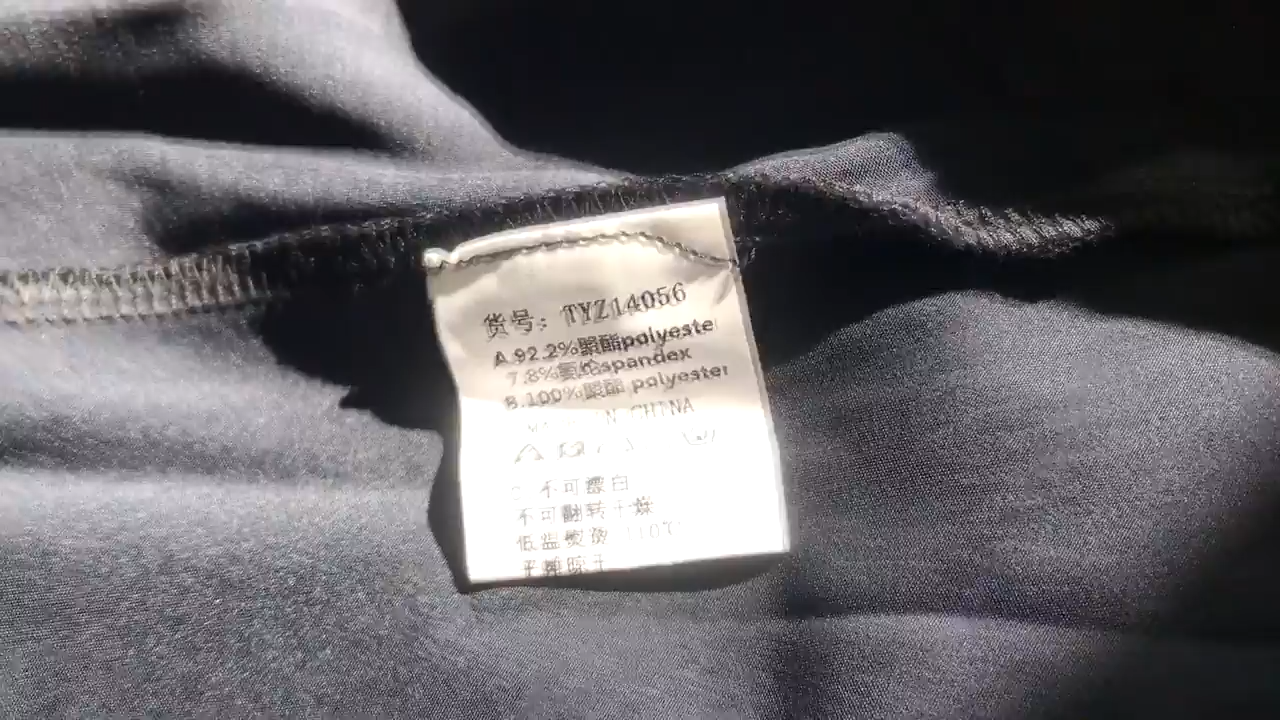 货号：TYZ14056
A.92.2%聚酯polyeste
7.8%氨纶spandex
B.100%聚酯 polyester
IN CHINA
不可漂白
不可翻转干燥
低温熨烫 110℃
平摊晾干